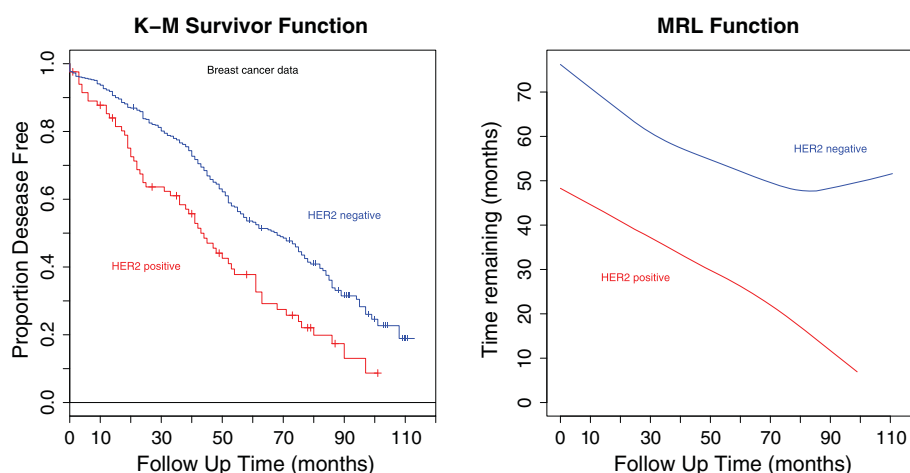 K−M Survivor Function
Proportion Desease Free
1.0
0.8
0.6
0.4
0.2
0.0
Breast cancer data
HER2 negative
HER2 positive
0 10 30 50 70 90 110
Follow Up Time (months)
MRL Function
Time remaining (months)
70
60
50
40
30
20
10
0
HER2 negative
HER2 positive
0 10 30 50 70 90 110
Follow Up Time (months)